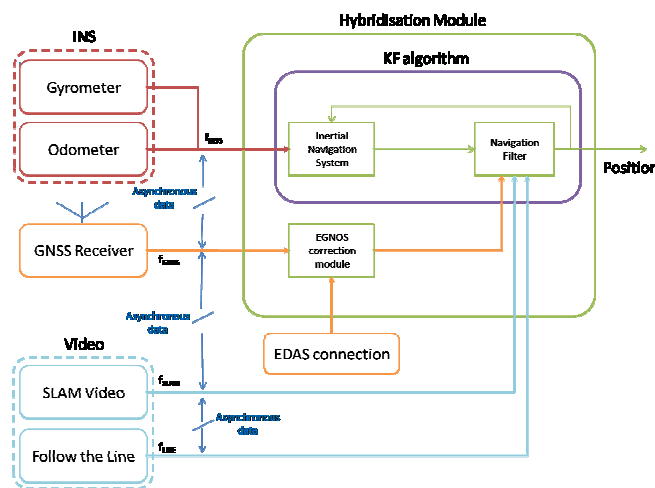 INS
Hybridisation Module
KF algorithm
Gyrometer
Odometer
Inertial
Navigation
System
Navigation
Filter
Position
Asynchronous
data
GNSS Receiver
EGNOS
correction
module
Asynchronous
data
EDAS connection
Video
SLAM Video
Asynchronous
data
Follow the Line
f LINE